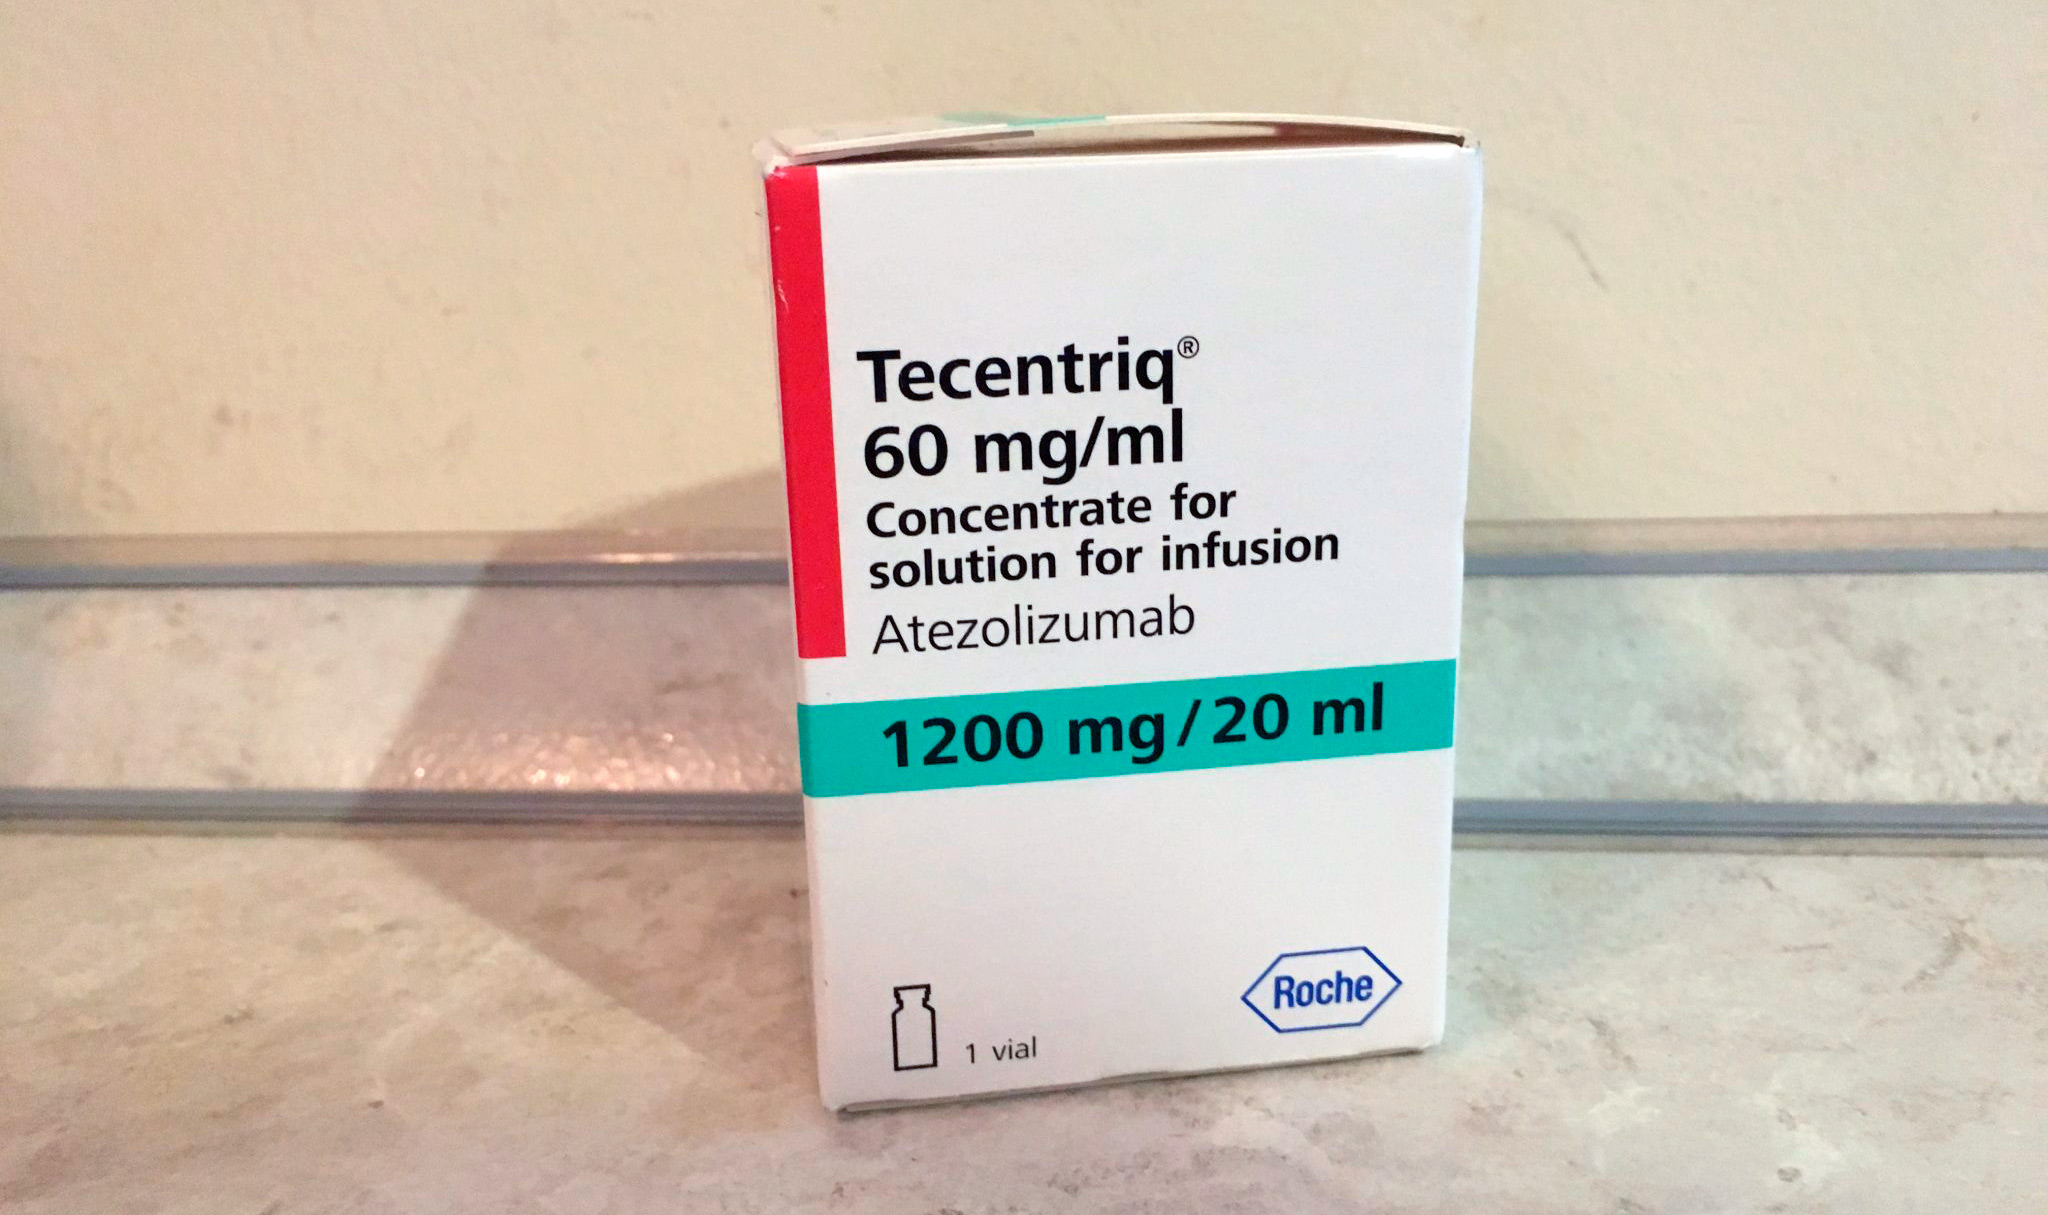 Tecentriq®
60 mg/ml
Concentrate for
solution for infusion
Atezolizumab
1200 mg/20 ml
1 vial
Roche